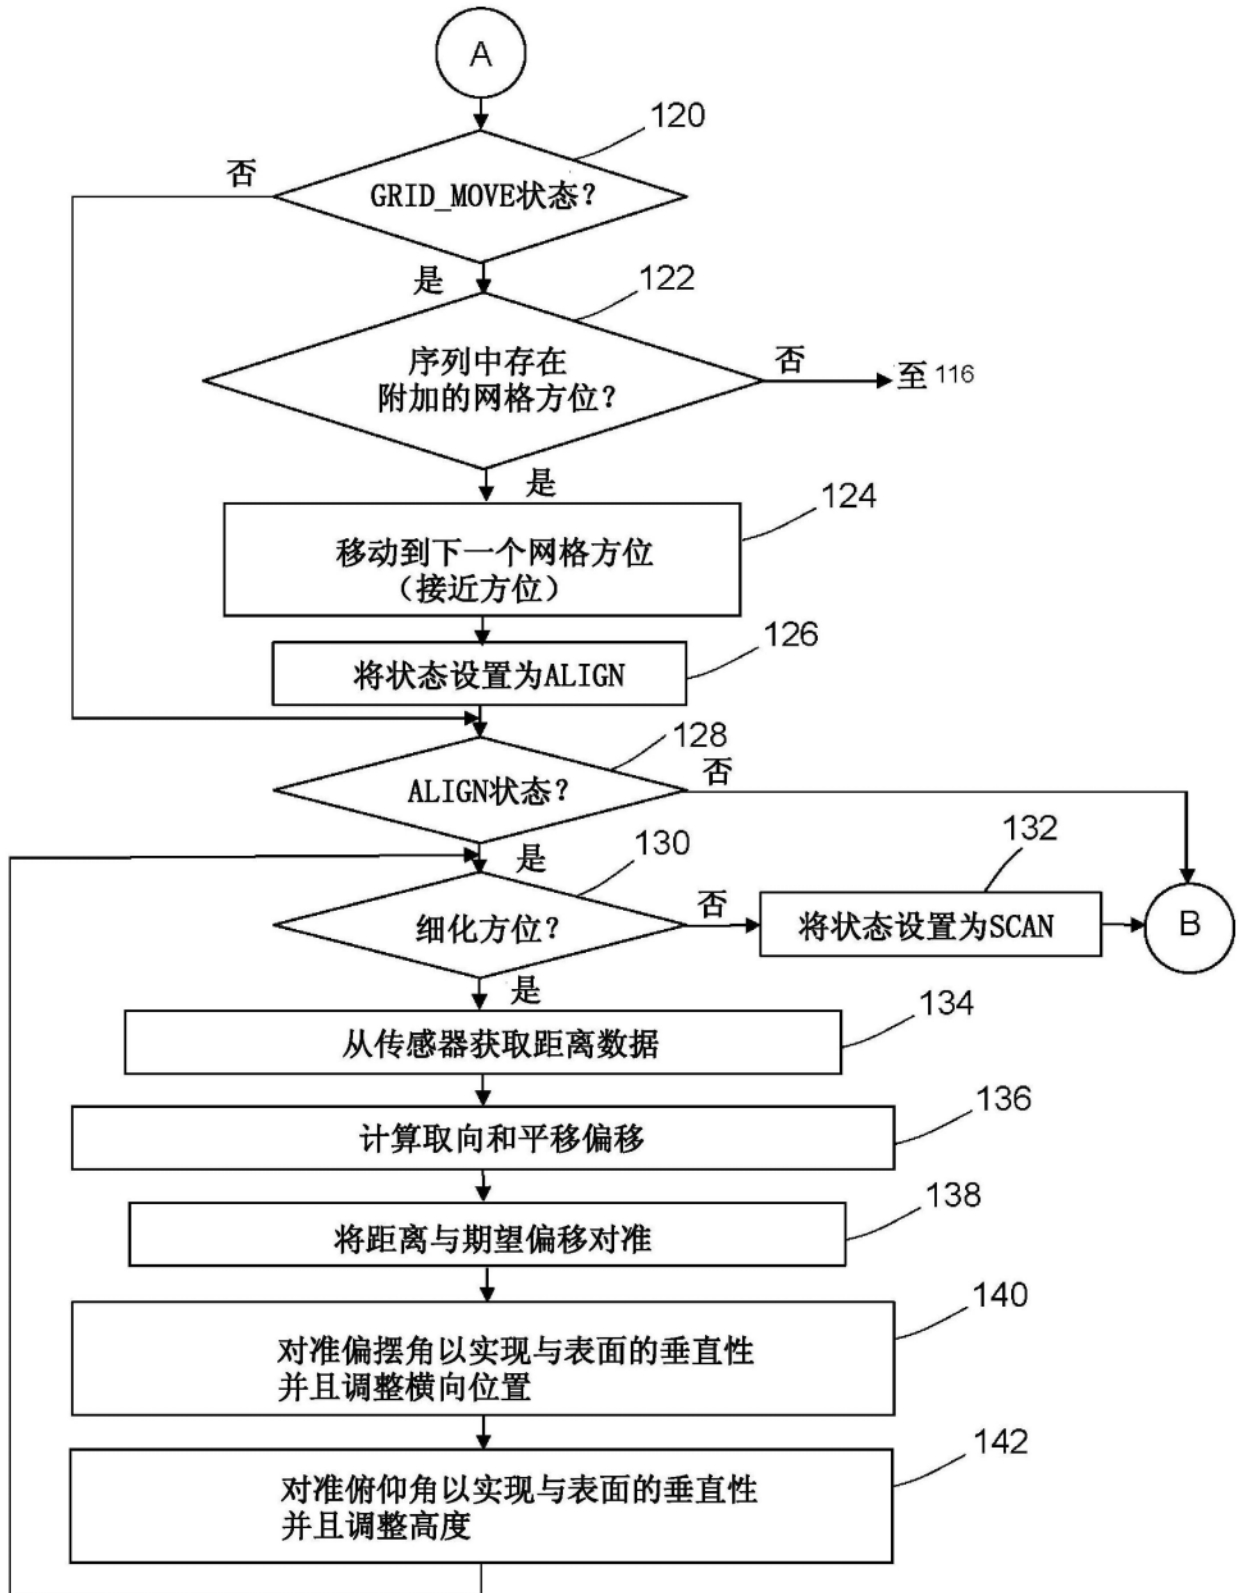 A
120
否
GRID_MOVE状态?
是
122
序列中存在
附加的网格方位?
否
至 116
是
124
移动到下一个网格方位
(接近方位)
126
将状态设置为ALIGN
128
ALIGN状态?
否
是
130
132
细化方位?
否
将状态设置为SCAN
B
是
134
从传感器获取距离数据
136
计算取向和平移偏移
138
将距离与期望偏移对准
140
对准偏摆角以实现与表面的垂直性
并且调整横向位置
142
对准俯仰角以实现与表面的垂直性
并且调整高度